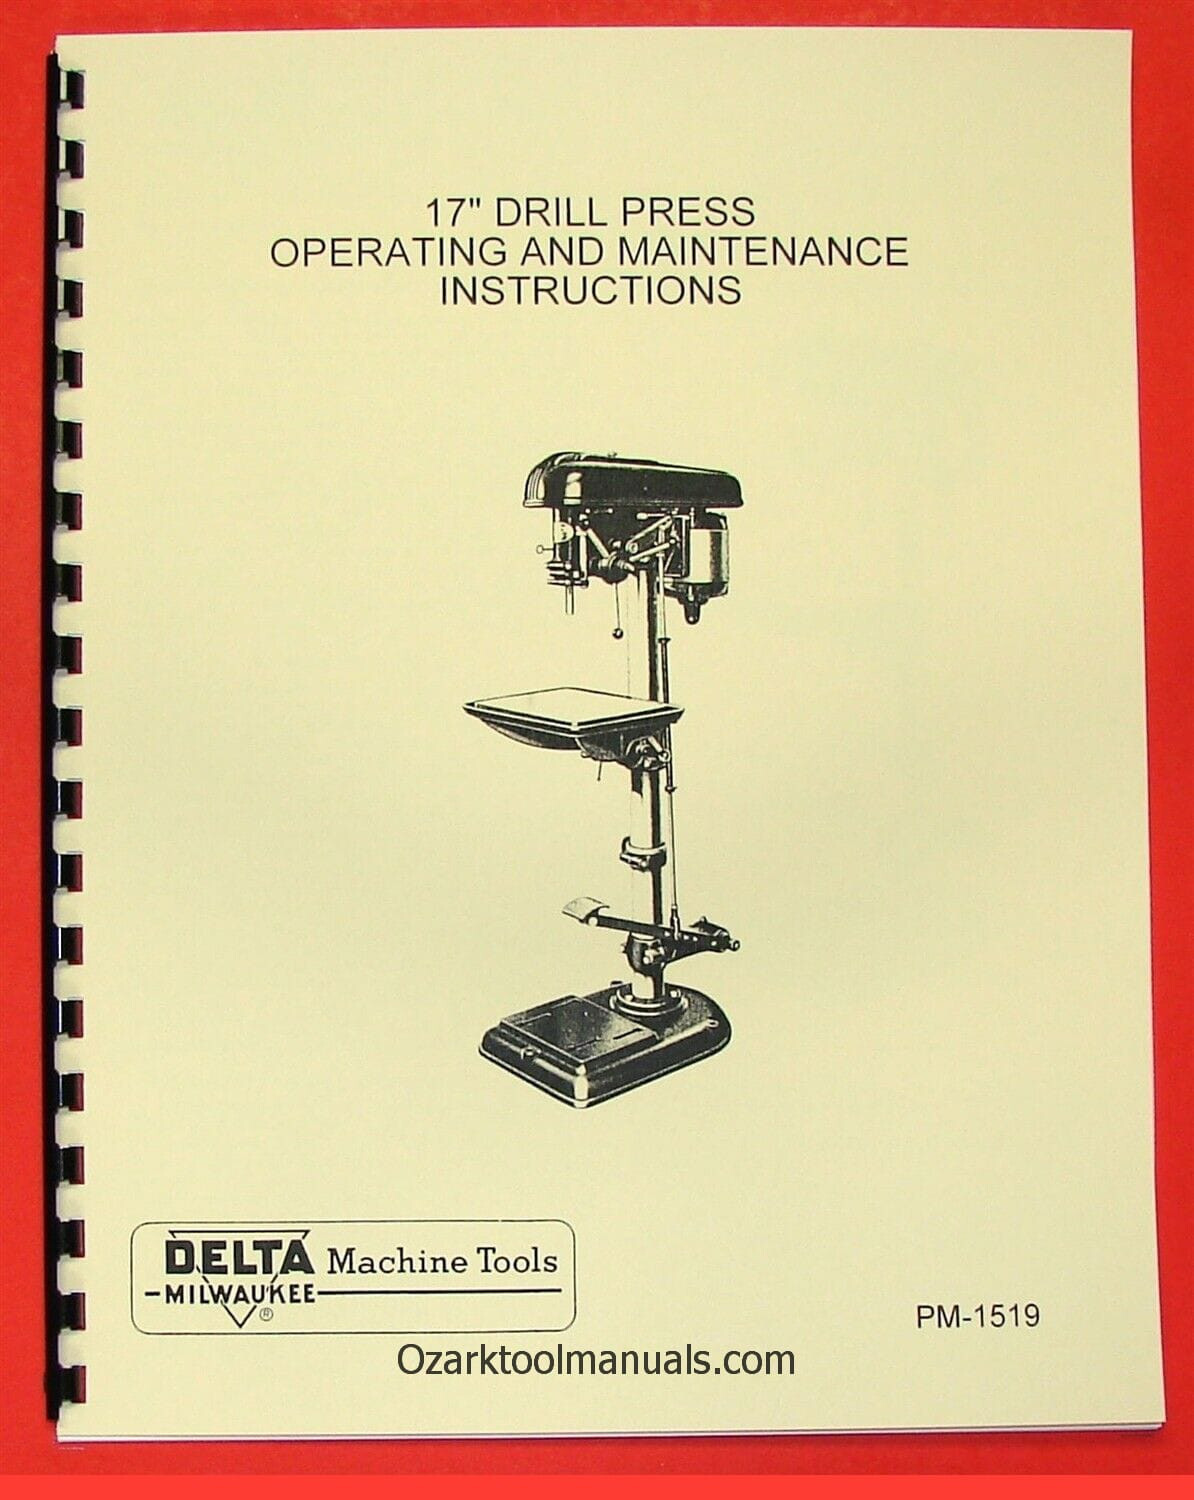 17" DRILL PRESS
OPERATING AND MAINTENANCE
INSTRUCTIONS
DELTA Machine Tools
MILWAUKEE
®
PM-1519
Ozarktoolmanuals.com